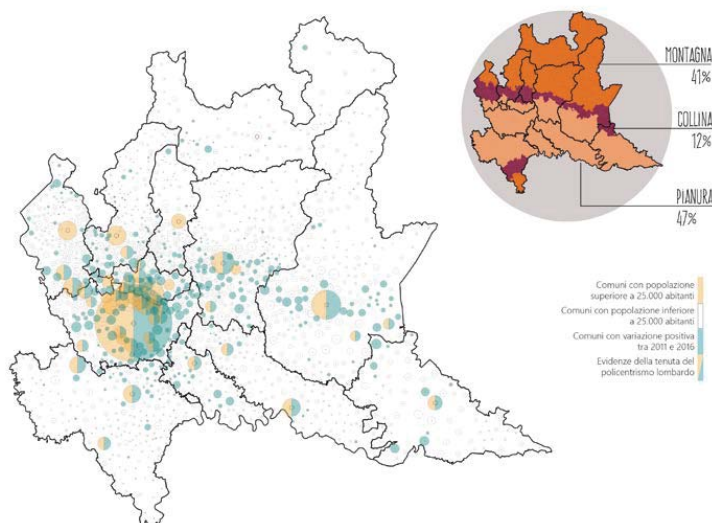 MONTAGNA
41%
COLLINA
12%
PIANURA
47%
Comuni con popolazione
superiore a 25.000 abitanti
Comuni con popolazione inferiore
a 25.000 abitanti
Comuni con variazione positiva
tra 2011 e 2016
Evidenze della tenuta del
policentrismo lombardo